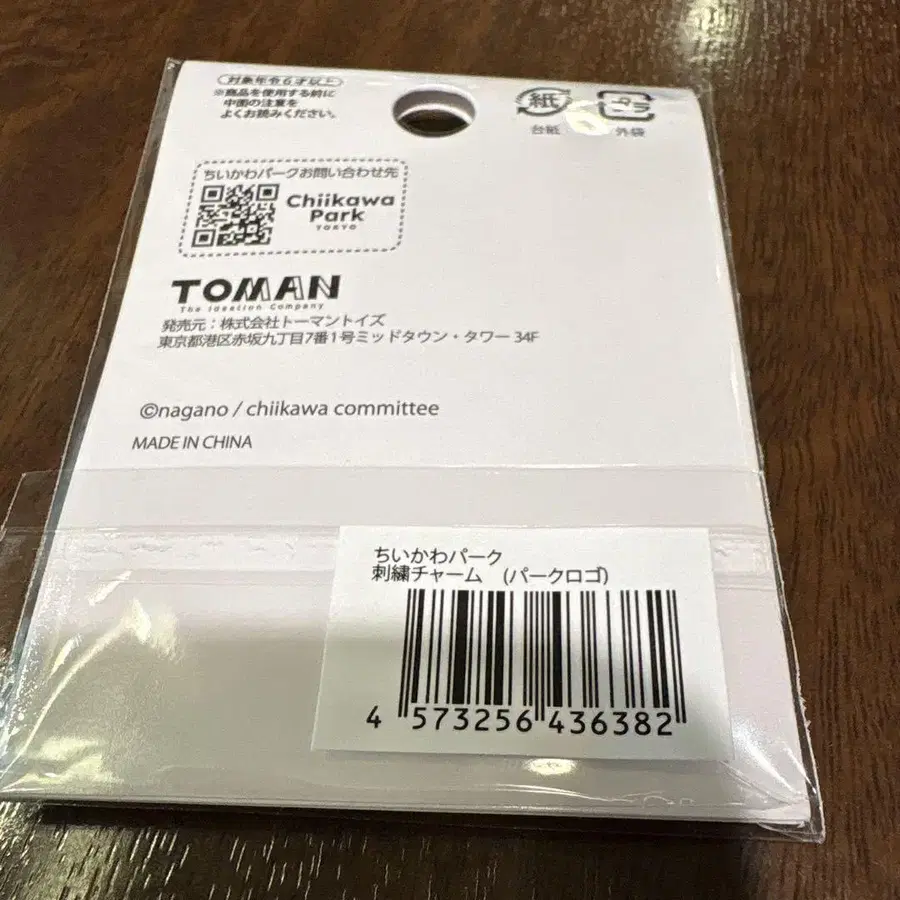 対象年令6才以上
※商品を使用する前に
中面の注意を
よくお読みください。
紙
台紙
プラ
外袋
ちいかわパークお問い合わせ先
Chiikawa
Park
TOKYO
TOMAN
The Ideation Company
発売元：株式会社トーマントイズ
東京都港区赤坂九丁目7番1号ミッドタウン・タワー 34F
©nagano / chiikawa committee
MADE IN CHINA
ちいかわパーク
刺繍チャーム　(パークロゴ)
4 573256 436382